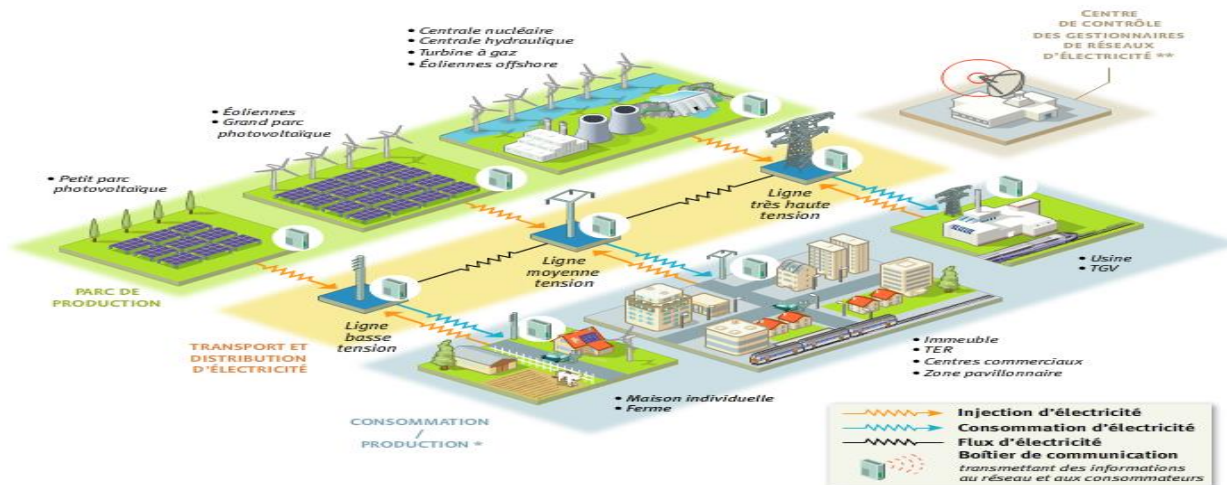 • Centrale nucléaire
• Centrale hydraulique
• Turbine à gaz
• Éoliennes offshore
CENTRE
DE CONTRÔLE
DES GESTIONNAIRES
DE RÉSEAUX
D'ÉLECTRICITÉ **
• Éoliennes
• Grand parc
photovoltaïque
• Petit parc
photovoltaïque
Ligne
très haute
tension
Ligne
moyenne
tension
Ligne
basse
tension
• Usine
• TGV
PARC DE
PRODUCTION
TRANSPORT ET
DISTRIBUTION
D'ÉLECTRICITÉ
• Immeuble
• TER
• Centres commerciaux
• Zone pavillonnaire
• Maison individuelle
• Ferme
CONSOMMATION
/
PRODUCTION *
Injection d'électricité
Consommation d'électricité
Flux d'électricité
Boîtier de communication
transmettant des informations
au réseau et aux consommateurs